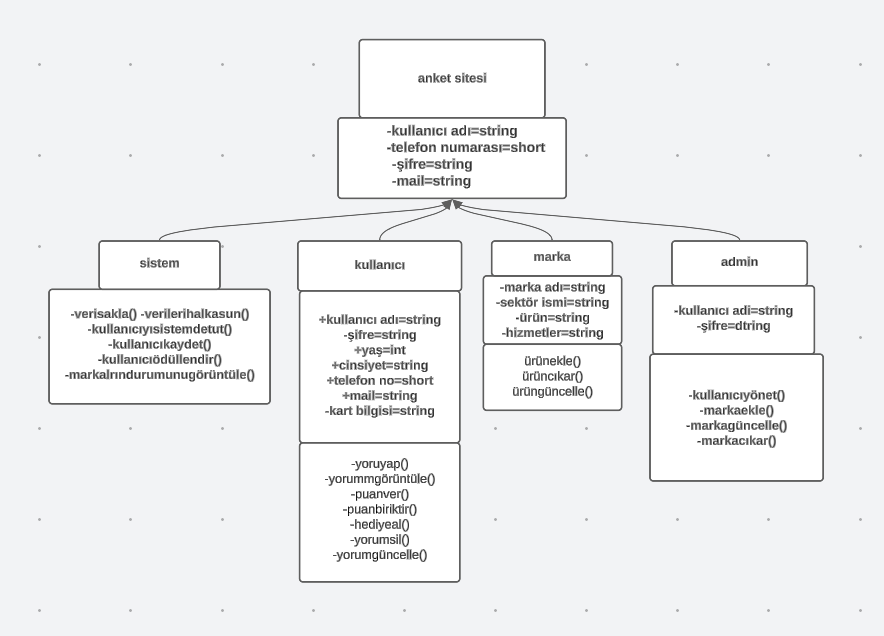 anket sitesi
-kullanıcı adı=string
-telefon numarası=short
-şifre=string
-mail=string
sistem
-verisakla() -verilerihalkasun()
-kullanıcıyısistemdetut()
-kullanıcıkaydet()
-kullanıcıödüllendir()
-markalrındurumunugörüntüle()
kullanıcı
+kullanıcı adı=string
-şifre=string
+yaş=int
+cinsiyet=string
+telefon no=short
+mail=string
-kart bilgisi=string
-yoruyap()
-yorummgörüntüle()
-puanver()
-puanbiriktir()
-hediyeal()
-yorumsil()
-yorumgüncelle()
marka
-marka adı=string
-sektör ismi=string
-ürün=string
-hizmetler=string
ürünekle()
ürüncıkar()
ürüngüncelle()
admin
-kullanıcı adi=string
-şifre=dtring
-kullanıcıyönet()
-markaekle()
-markagüncelle()
-markacıkar()